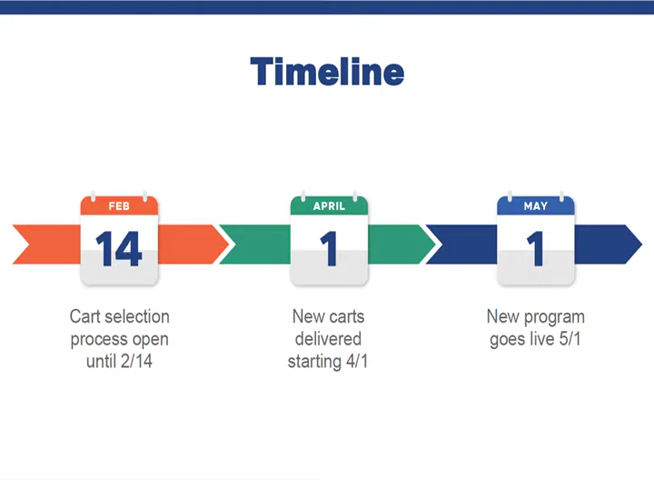 Timeline
FEB
14
Cart selection
process open
until 2/14
APRIL
1
New carts
delivered
starting 4/1
MAY
1
New program
goes live 5/1